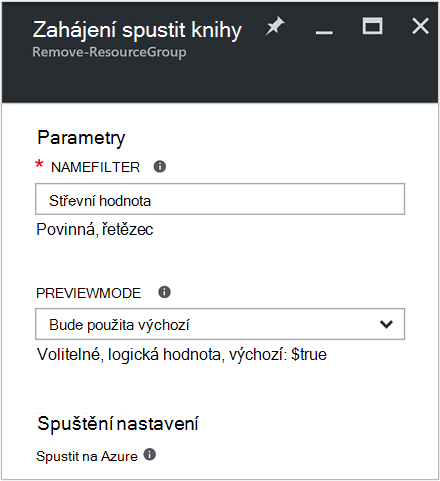 Zahájení spustit knihy
Remove-ResourceGroup
Parametry
* NAMEFILTER
Střevní hodnota
Povinná, řetězec
PREVIEWMODE
Bude použita výchozí
Volitelné, logická hodnota, výchozí: $true
Spuštění nastavení
Spustit na Azure